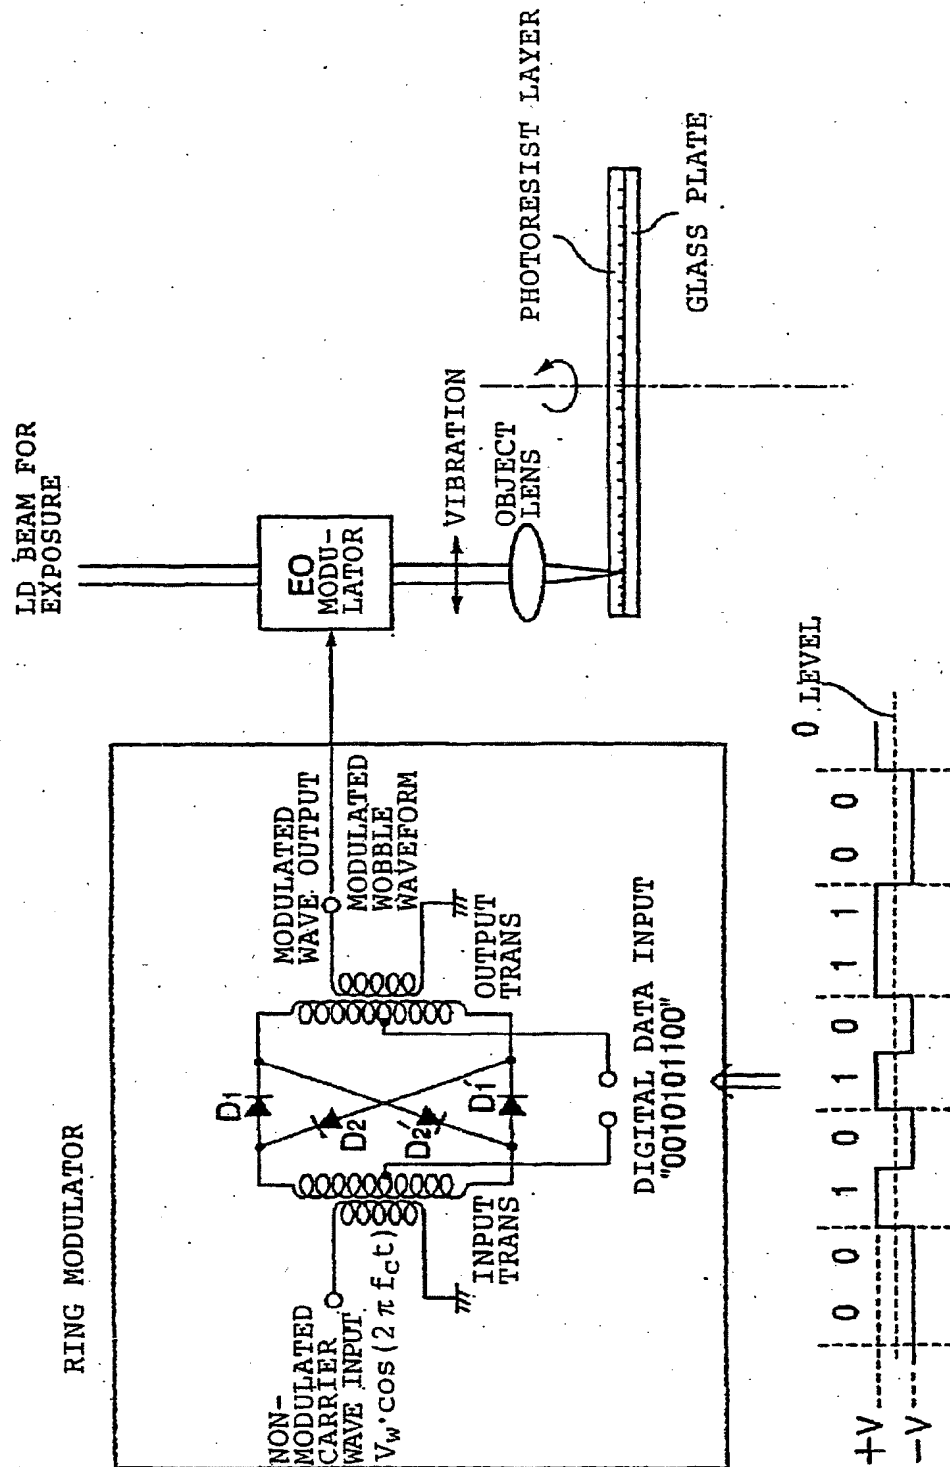 RING MODULATOR
NON-
MODULATED
CARRIER
WAVE INPUT
Vw·cos(2πfct)
INPUT
TRANS
D1
D2
D2'
D1'
OUTPUT
TRANS
MODULATED
WAVE OUTPUT
MODULATED
WOBBLE
WAVEFORM
DIGITAL DATA INPUT
"0010101100"
LD BEAM FOR
EXPOSURE
EO
MODU-
LATOR
VIBRATION
OBJECT
LENS
PHOTORESIST LAYER
GLASS PLATE
+V
-V
0 0 1 0 1 0 1 1 0 0
0 LEVEL